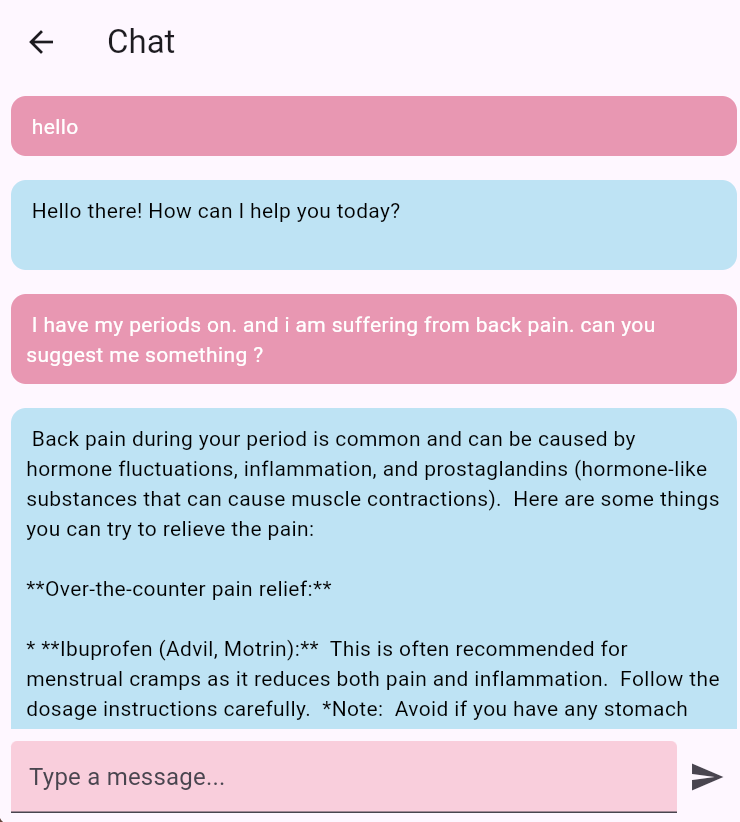 Chat
hello
Hello there! How can I help you today?
I have my periods on. and i am suffering from back pain. can you
suggest me something ?
Back pain during your period is common and can be caused by
hormone fluctuations, inflammation, and prostaglandins (hormone-like
substances that can cause muscle contractions).  Here are some things
you can try to relieve the pain:
**Over-the-counter pain relief:**
* **Ibuprofen (Advil, Motrin):**  This is often recommended for
menstrual cramps as it reduces both pain and inflammation.  Follow the
dosage instructions carefully.  *Note:  Avoid if you have any stomach
Type a message...